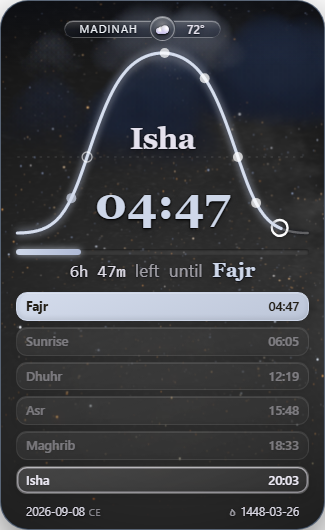 MADINAH 72°
Isha
04:47
6h 47m left until Fajr
Fajr 04:47
Sunrise 06:05
Dhuhr 12:19
Asr 15:48
Maghrib 18:33
Isha 20:03
2026-09-08 CE 1448-03-26